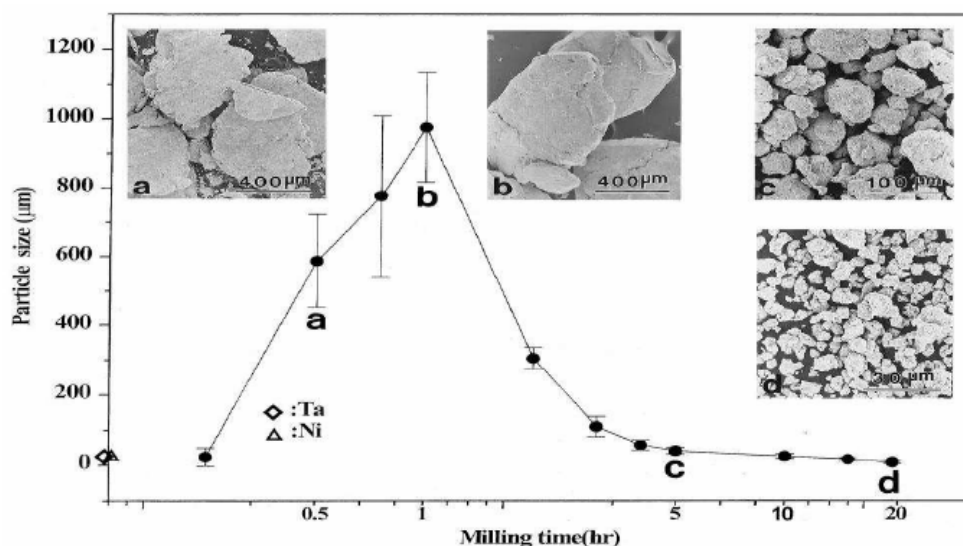 1200
1000
800
600
400
200
0
Particle size (μm)
a
400μm
b
400μm
c
100μm
d
30μm
a
b
c
d
:Ta
:Ni
0.5
1
5
10
20
Milling time(hr)